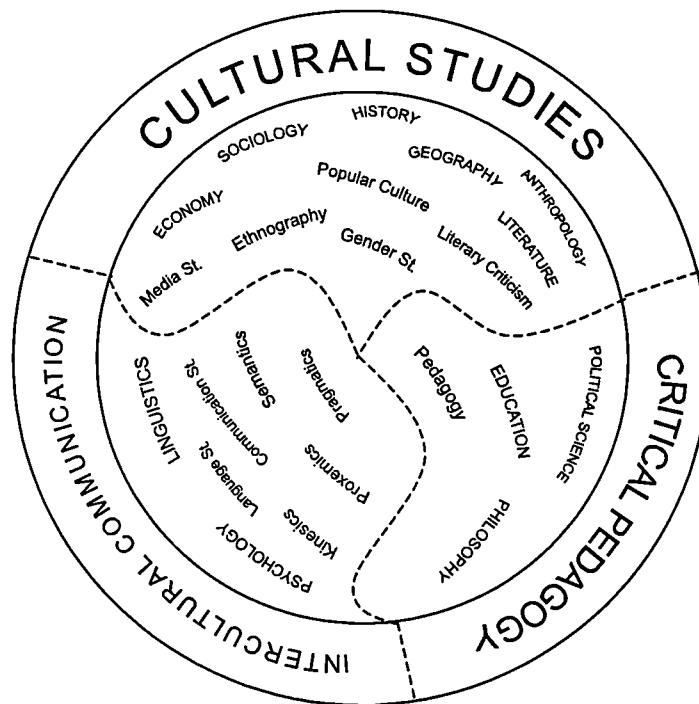 CULTURAL STUDIES
HISTORY
SOCIOLOGY
GEOGRAPHY
ANTHROPOLOGY
Popular Culture
ECONOMY
LITERATURE
Ethnography
Gender St.
Literary Criticism
Media St.
INTERCULTURAL COMMUNICATION
LINGUISTICS
Communication St.
Semantics
Pragmatics
Language St.
Proxemics
Kinesics
PSYCHOLOGY
CRITICAL PEDAGOGY
Pedagogy
EDUCATION
POLITICAL SCIENCE
PHILOSOPHY